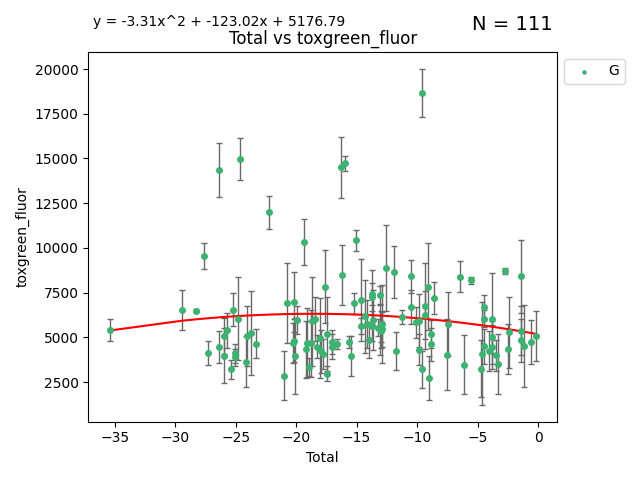 y = -3.31x^2 + -123.02x + 5176.79
N = 111
Total vs toxgreen_fluor
G
20000
17500
15000
12500
10000
7500
5000
2500
toxgreen_fluor
−35 −30 −25 −20 −15 −10 −5 0
Total